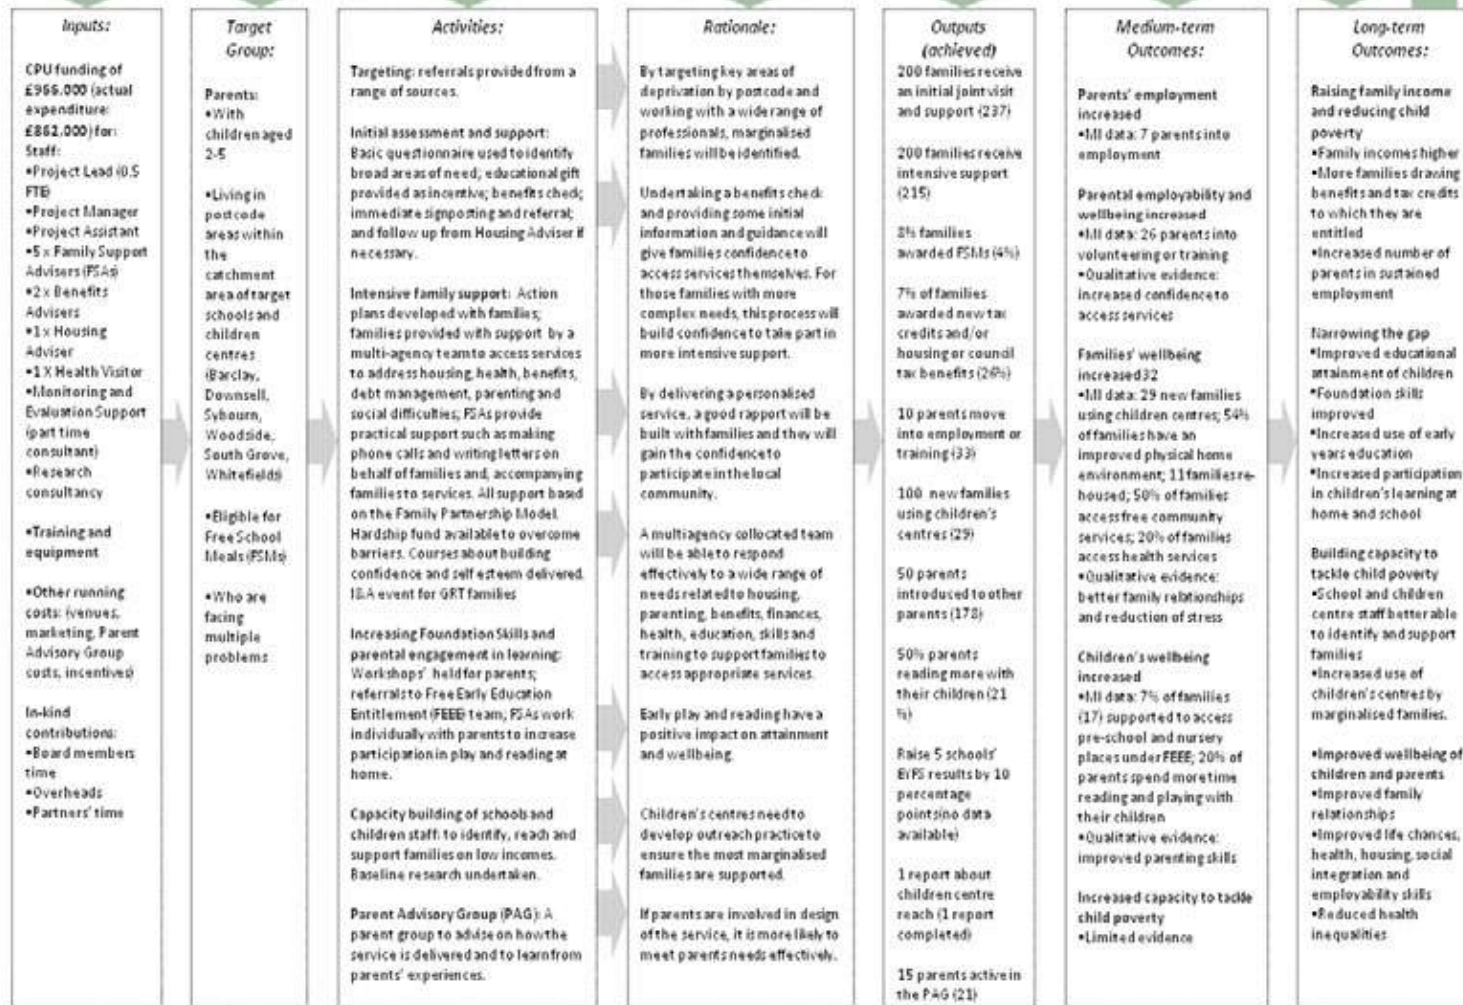 Inputs:
CPU funding of
£966,000 (actual
expenditure:
£862,000) for:
Staff:
•Project Lead (0.5
FTE)
•Project Manager
•Project Assistant
•5 x Family Support
Advisers (FSAs)
•2 x Benefits
Advisers
•1 x Housing
Adviser
•1 X Health Visitor
•Monitoring and
Evaluation Support
(part time
consultant)
•Research
consultancy
•Training and
equipment
•Other running
costs: (venues,
marketing, Parent
Advisory Group
costs, incentives)
In-kind
contributions:
•Board members
time
•Overheads
•Partners' time
Target
Group:
Parents:
•With
children aged
2-5
•Living in
postcode
areas within
the
catchment
area of target
schools and
children
centres
(Barclay,
Downsell,
Sybourn,
Woodside,
South Grove,
Whitefields)
•Eligible for
Free School
Meals (FSMs)
•Who are
facing
multiple
problems
Activities:
Targeting: referrals provided from a
range of sources.
Initial assessment and support:
Basic questionnaire used to identify
broad areas of need; educational gift
provided as incentive; benefits check;
immediate signposting and referral;
and follow up from Housing Adviser if
necessary.
Intensive family support: Action
plans developed with families;
families provided with support by a
multi-agency team to access services
to address housing, health, benefits,
debt management, parenting and
social difficulties; FSAs provide
practical support such as making
phone calls and writing letters on
behalf of families and, accompanying
families to services. All support based
on the Family Partnership Model.
Hardship fund available to overcome
barriers. Courses about building
confidence and self esteem delivered.
I&A event for GRT families
Increasing Foundation Skills and
parental engagement in learning:
Workshops' held for parents;
referrals to Free Early Education
Entitlement (FEEE) team, FSAs work
individually with parents to increase
participation in play and reading at
home.
Capacity building of schools and
children staff: to identify, reach and
support families on low incomes.
Baseline research undertaken.
Parent Advisory Group (PAG): A
parent group to advise on how the
service is delivered and to learn from
parents' experiences.
Rationale:
By targeting key areas of
deprivation by postcode and
working with a wide range of
professionals, marginalised
families will be identified.
Undertaking a benefits check
and providing some initial
information and guidance will
give families confidence to
access services themselves. For
those families with more
complex needs, this process will
build confidence to take part in
more intensive support.
By delivering a personalised
service, a good rapport will be
built with families and they will
gain the confidence to
participate in the local
community.
A multiagency collocated team
will be able to respond
effectively to a wide range of
needs related to housing,
parenting, benefits, finances,
health, education, skills and
training to support families to
access appropriate services.
Early play and reading have a
positive impact on attainment
and wellbeing.
Children's centres need to
develop outreach practice to
ensure the most marginalised
families are supported.
If parents are involved in design
of the service, it is more likely to
meet parents needs effectively.
Outputs
(achieved)
200 families receive
an initial joint visit
and support (237)
200 families receive
intensive support
(215)
8% families
awarded FSMs (4%)
7% of families
awarded new tax
credits and/or
housing or council
tax benefits (26%)
10 parents move
into employment or
training (33)
100 new families
using children's
centres (29)
50 parents
introduced to other
parents (178)
50% parents
reading more with
their children (21
%)
Raise 5 schools'
EYFS results by 10
percentage
points(no data
available)
1 report about
children centre
reach (1 report
completed)
15 parents active in
the PAG (21)
Medium-term
Outcomes:
Parents' employment
increased
•MI data: 7 parents into
employment
Parental employability and
wellbeing increased
•MI data: 26 parents into
volunteering or training
•Qualitative evidence:
increased confidence to
access services
Families' wellbeing
increased 32
•MI data: 29 new families
using children centres; 54%
of families have an
improved physical home
environment; 11 families re-
housed; 50% of families
access free community
services; 20% of families
access health services
•Qualitative evidence:
better family relationships
and reduction of stress
Children's wellbeing
increased
•MI data: 7% of families
(17) supported to access
pre-school and nursery
places under FEEE; 20% of
parents spend more time
reading and playing with
their children
•Qualitative evidence:
improved parenting skills
Increased capacity to tackle
child poverty
•Limited evidence
Long-term
Outcomes:
Raising family income
and reducing child
poverty
•Family incomes higher
•More families drawing
benefits and tax credits
to which they are
entitled
•Increased number of
parents in sustained
employment
Narrowing the gap
•Improved educational
attainment of children
•Foundation skills
improved
•Increased use of early
years education
•Increased participation
in children's learning at
home and school
Building capacity to
tackle child poverty
•School and children
centre staff better able
to identify and support
families
•Increased use of
children's centres by
marginalised families.
•Improved wellbeing of
children and parents
•Improved family
relationships
•Improved life chances,
health, housing, social
integration and
employability skills
•Reduced health
inequalities